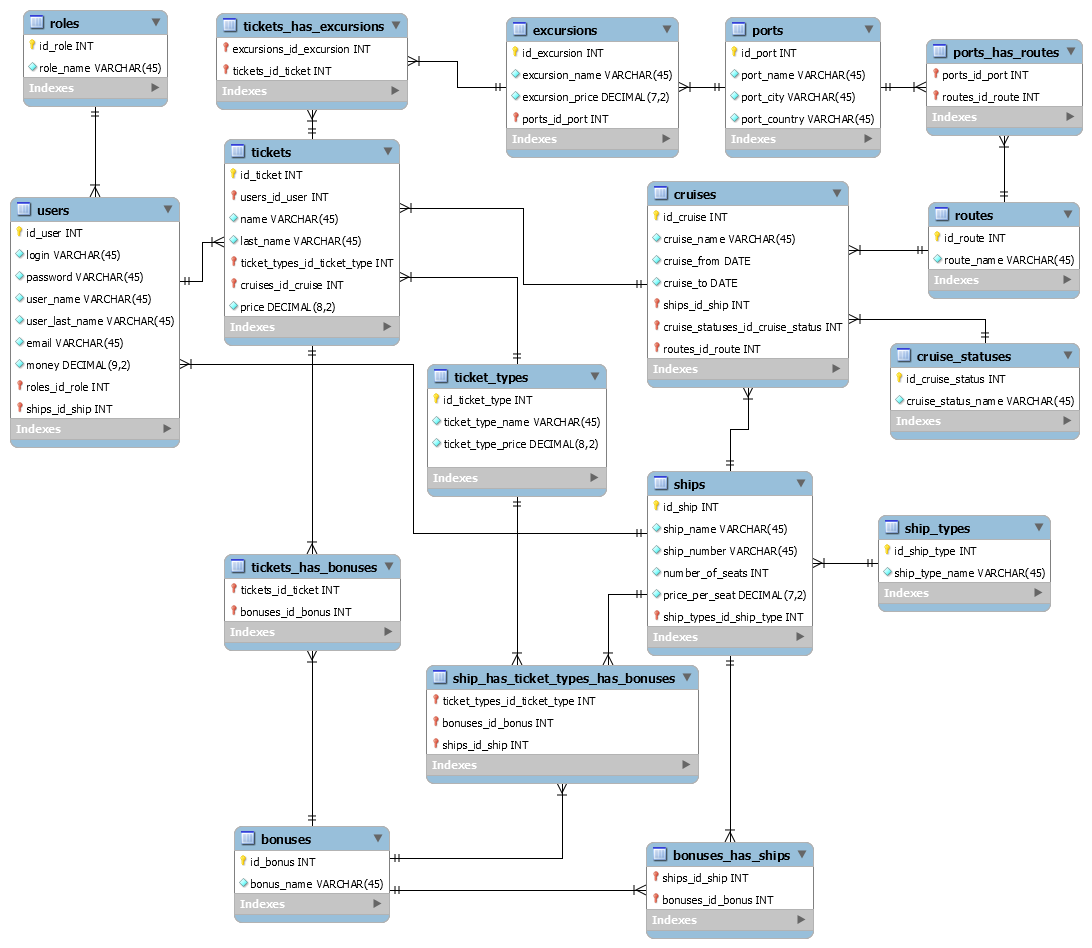 roles
id_role INT
role_name VARCHAR(45)
Indexes
tickets_has_excursions
excursions_id_excursion INT
tickets_id_ticket INT
Indexes
excursions
id_excursion INT
excursion_name VARCHAR(45)
excursion_price DECIMAL(7,2)
ports_id_port INT
Indexes
ports
id_port INT
port_name VARCHAR(45)
port_city VARCHAR(45)
port_country VARCHAR(45)
Indexes
ports_has_routes
ports_id_port INT
routes_id_route INT
Indexes
users
id_user INT
login VARCHAR(45)
password VARCHAR(45)
user_name VARCHAR(45)
user_last_name VARCHAR(45)
email VARCHAR(45)
money DECIMAL(9,2)
roles_id_role INT
ships_id_ship INT
Indexes
tickets
id_ticket INT
users_id_user INT
name VARCHAR(45)
last_name VARCHAR(45)
ticket_types_id_ticket_type INT
cruises_id_cruise INT
price DECIMAL(8,2)
Indexes
cruises
id_cruise INT
cruise_name VARCHAR(45)
cruise_from DATE
cruise_to DATE
ships_id_ship INT
cruise_statuses_id_cruise_status INT
routes_id_route INT
Indexes
routes
id_route INT
route_name VARCHAR(45)
Indexes
cruise_statuses
id_cruise_status INT
cruise_status_name VARCHAR(45)
Indexes
ticket_types
id_ticket_type INT
ticket_type_name VARCHAR(45)
ticket_type_price DECIMAL(8,2)
Indexes
ships
id_ship INT
ship_name VARCHAR(45)
ship_number VARCHAR(45)
number_of_seats INT
price_per_seat DECIMAL(7,2)
ship_types_id_ship_type INT
Indexes
ship_types
id_ship_type INT
ship_type_name VARCHAR(45)
Indexes
tickets_has_bonuses
tickets_id_ticket INT
bonuses_id_bonus INT
Indexes
ship_has_ticket_types_has_bonuses
ticket_types_id_ticket_type INT
bonuses_id_bonus INT
ships_id_ship INT
Indexes
bonuses
id_bonus INT
bonus_name VARCHAR(45)
Indexes
bonuses_has_ships
ships_id_ship INT
bonuses_id_bonus INT
Indexes